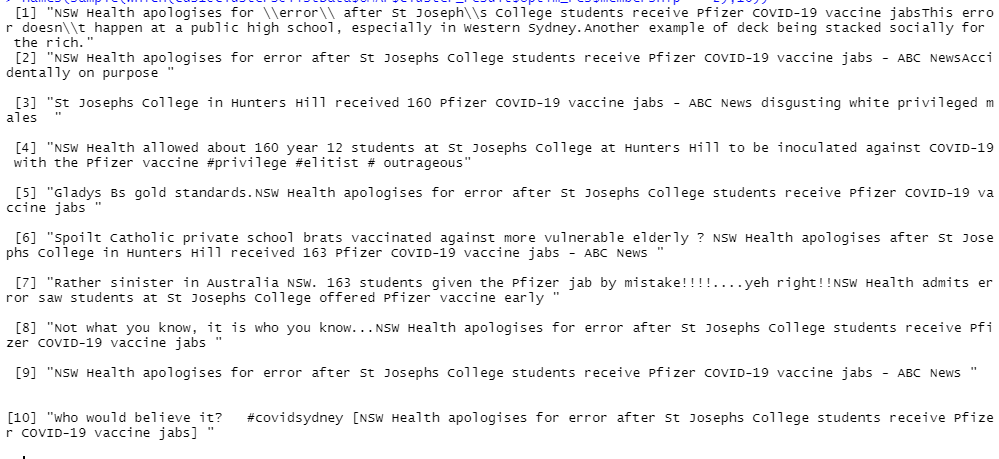 [1] "NSW Health apologises for \\error\\ after St Joseph\\s College students receive Pfizer COVID-19 vaccine jabsThis erro
r doesn\\t happen at a public high school, especially in Western Sydney.Another example of deck being stacked socially for
the rich."
[2] "NSW Health apologises for error after St Josephs College students receive Pfizer COVID-19 vaccine jabs - ABC NewsAcci
dentally on purpose "
[3] "St Josephs College in Hunters Hill received 160 Pfizer COVID-19 vaccine jabs - ABC News disgusting white privileged m
ales  "
[4] "NSW Health allowed about 160 year 12 students at St Josephs College at Hunters Hill to be inoculated against COVID-19
with the Pfizer vaccine #privilege #elitist # outrageous"
[5] "Gladys Bs gold standards.NSW Health apologises for error after St Josephs College students receive Pfizer COVID-19 va
ccine jabs "
[6] "Spoilt Catholic private school brats vaccinated against more vulnerable elderly ? NSW Health apologises after St Jose
phs College in Hunters Hill received 163 Pfizer COVID-19 vaccine jabs - ABC News "
[7] "Rather sinister in Australia NSW. 163 students given the Pfizer jab by mistake!!!!....yeh right!!NSW Health admits er
ror saw students at St Josephs College offered Pfizer vaccine early "
[8] "Not what you know, it is who you know...NSW Health apologises for error after St Josephs College students receive Pfi
zer COVID-19 vaccine jabs "
[9] "NSW Health apologises for error after St Josephs College students receive Pfizer COVID-19 vaccine jabs - ABC News "
[10] "Who would believe it?   #covidsydney [NSW Health apologises for error after St Josephs College students receive Pfize
r COVID-19 vaccine jabs] "